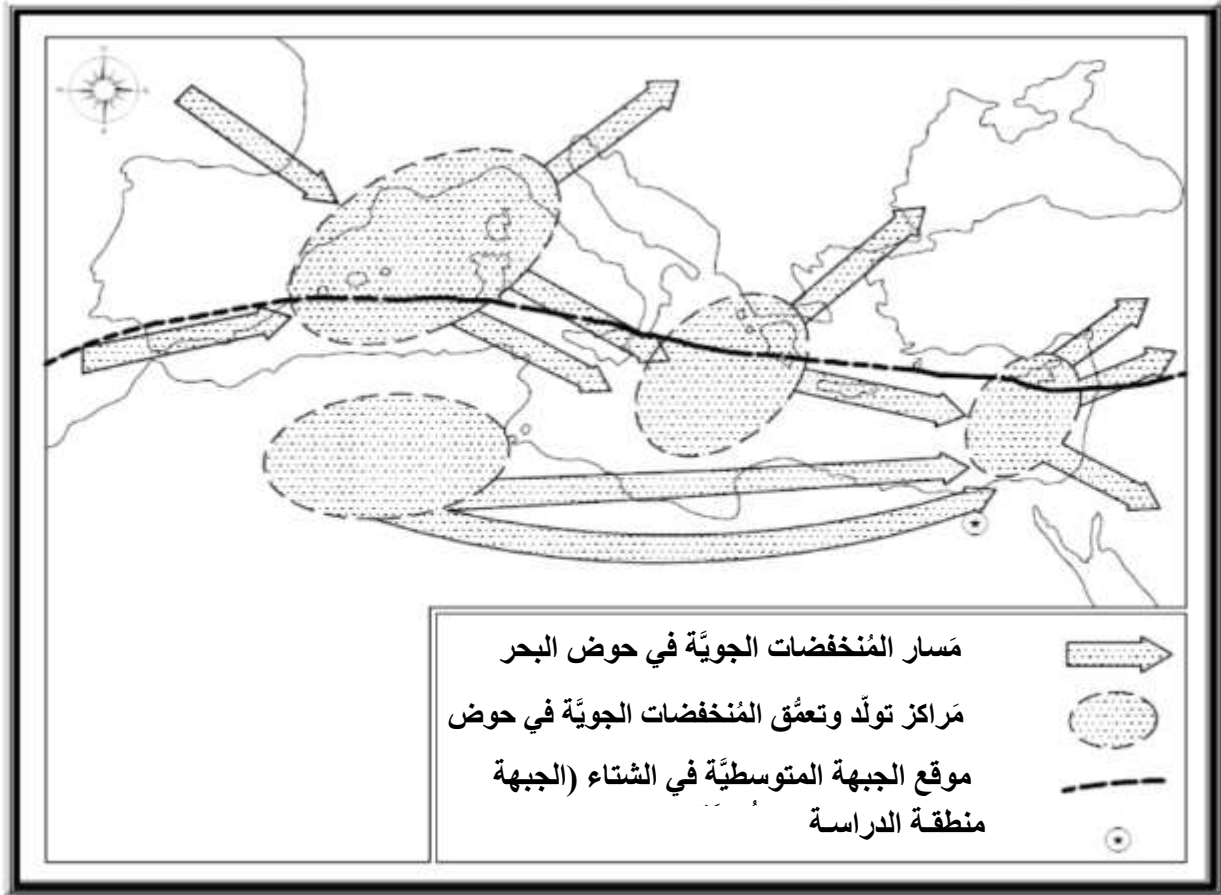 مَسار المُنخفضات الجويَّة في حوض البحر
مَراكز تولّد وتعمُّق المُنخفضات الجويَّة في حوض
موقع الجبهة المتوسطيَّة في الشتاء (الجبهة
منطقـة الدراسـة